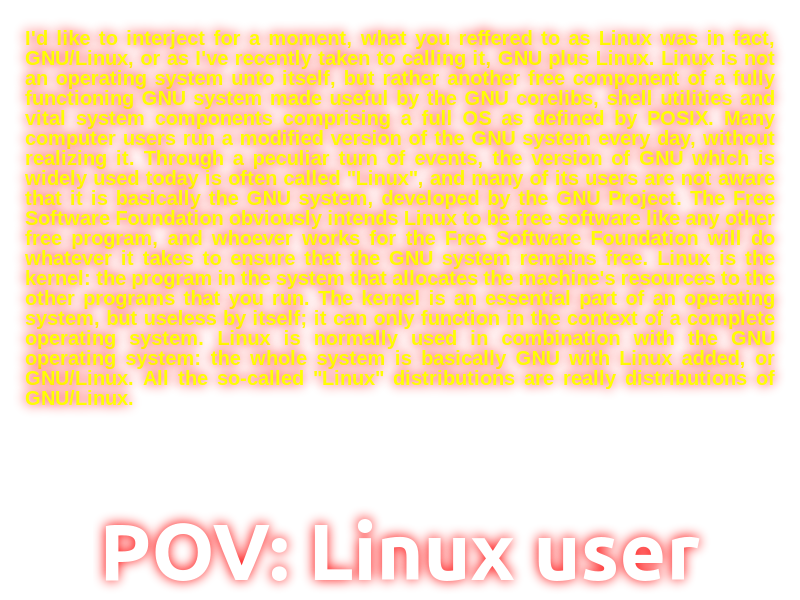 I'd like to interject for a moment, what you reffered to as Linux was in fact,
GNU/Linux, or as I've recently taken to calling it, GNU plus Linux. Linux is not
an operating system unto itself, but rather another free component of a fully
functioning GNU system made useful by the GNU corelibs, shell utilities and
vital system components comprising a full OS as defined by POSIX. Many
computer users run a modified version of the GNU system every day, without
realizing it. Through a peculiar turn of events, the version of GNU which is
widely used today is often called "Linux", and many of its users are not aware
that it is basically the GNU system, developed by the GNU Project. The Free
Software Foundation obviously intends Linux to be free software like any other
free program, and whoever works for the Free Software Foundation will do
whatever it takes to ensure that the GNU system remains free. Linux is the
kernel: the program in the system that allocates the machine's resources to the
other programs that you run. The kernel is an essential part of an operating
system, but useless by itself; it can only function in the context of a complete
operating system. Linux is normally used in combination with the GNU
operating system: the whole system is basically GNU with Linux added, or
GNU/Linux. All the so-called "Linux" distributions are really distributions of
GNU/Linux.
POV: Linux user